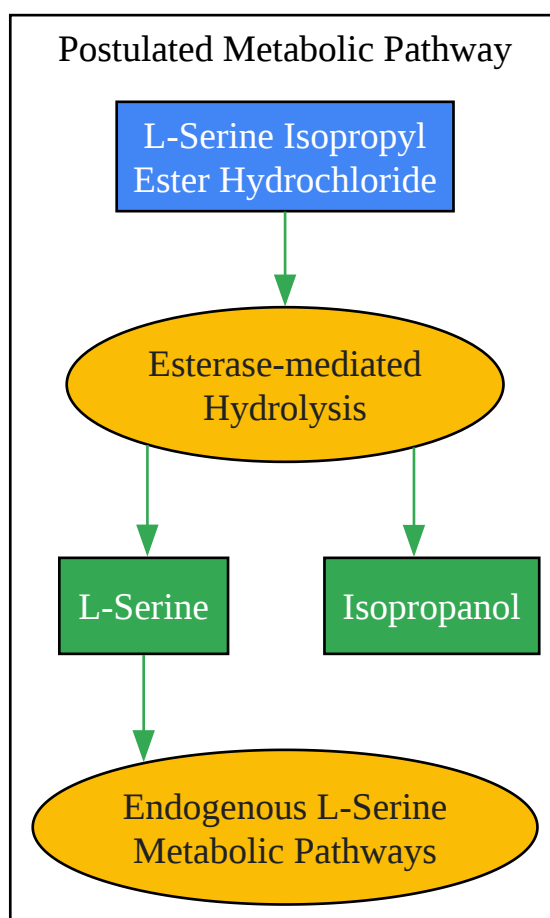 Postulated Metabolic Pathway
L-Serine Isopropyl
Ester Hydrochloride
Esterase-mediated
Hydrolysis
L-Serine
Isopropanol
Endogenous L-Serine
Metabolic Pathways